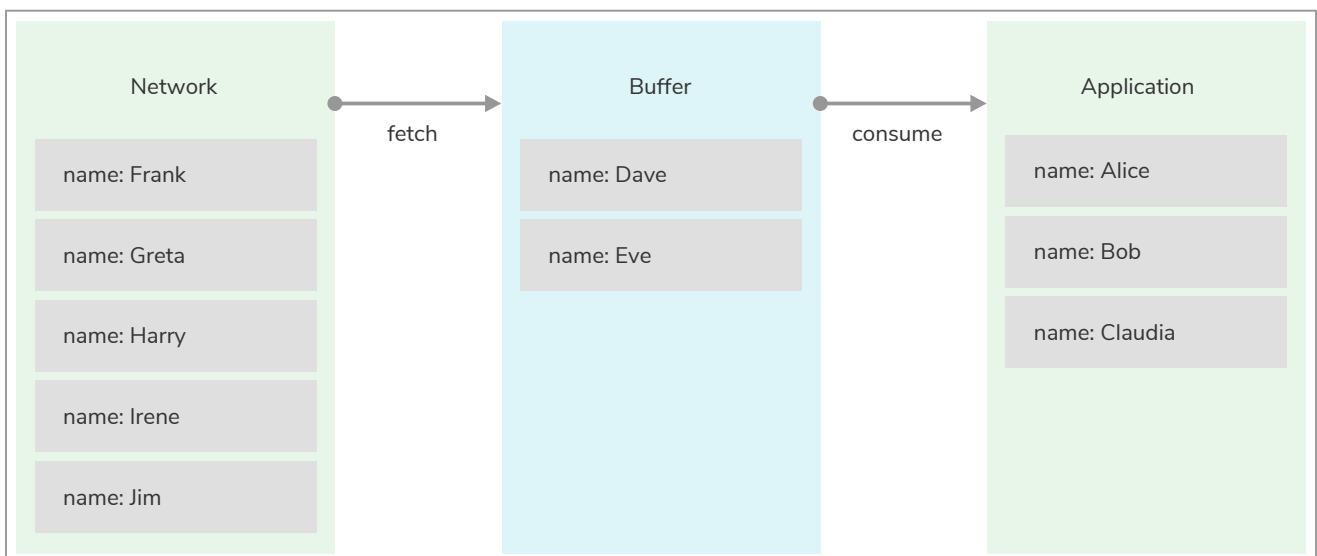 Network
fetch
Buffer
consume
Application
name: Frank
name: Greta
name: Harry
name: Irene
name: Jim
name: Dave
name: Eve
name: Alice
name: Bob
name: Claudia